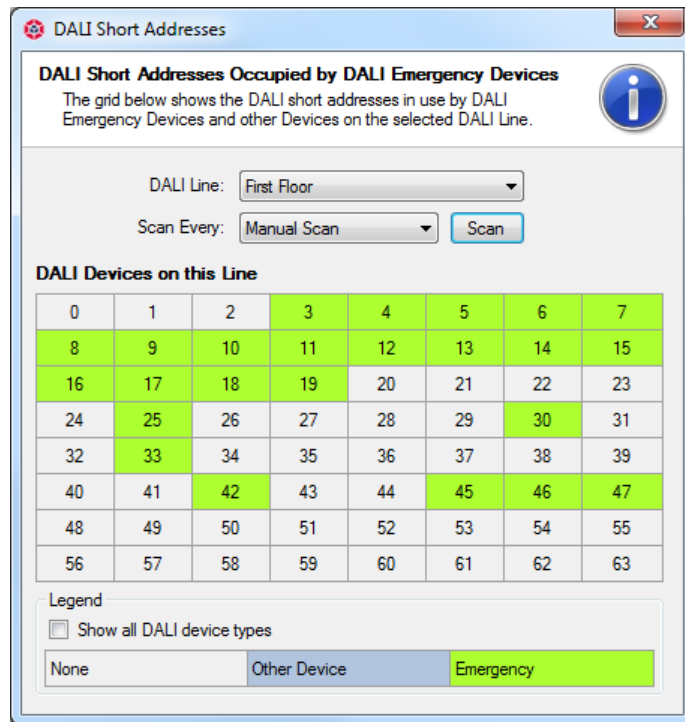 DALI Short Addresses
DALI Short Addresses Occupied by DALI Emergency Devices
The grid below shows the DALI short addresses in use by DALI
Emergency Devices and other Devices on the selected DALI Line.
DALI Line: First Floor
Scan Every: Manual Scan Scan
DALI Devices on this Line
0 1 2 3 4 5 6 7
8 9 10 11 12 13 14 15
16 17 18 19 20 21 22 23
24 25 26 27 28 29 30 31
32 33 34 35 36 37 38 39
40 41 42 43 44 45 46 47
48 49 50 51 52 53 54 55
56 57 58 59 60 61 62 63
Legend
Show all DALI device types
None Other Device Emergency